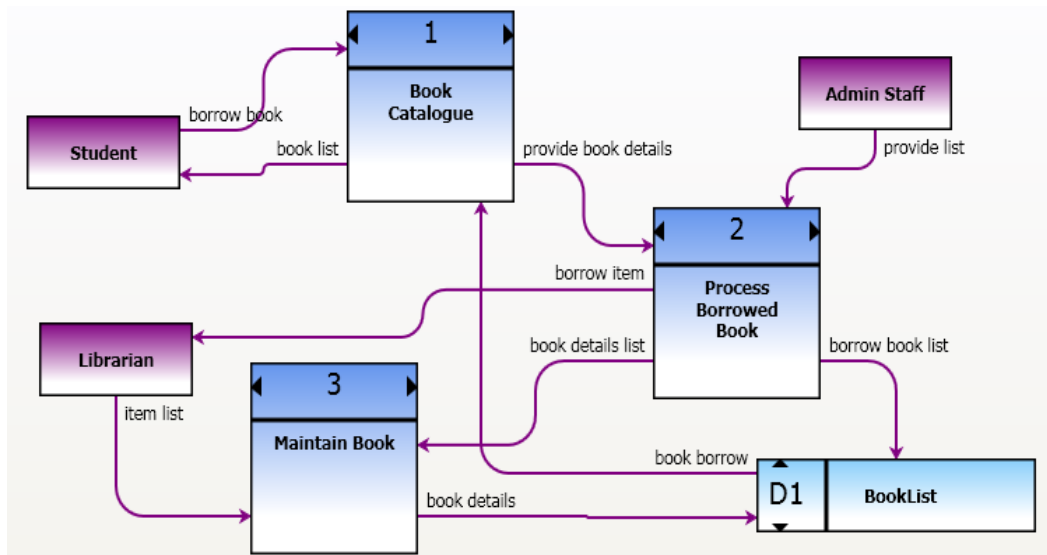 1
Book
Catalogue
Admin Staff
borrow book
Student
book list
provide book details
provide list
2
borrow item
Process
Borrowed
Book
Librarian
book details list
borrow book list
3
item list
Maintain Book
book borrow
book details
D1
BookList